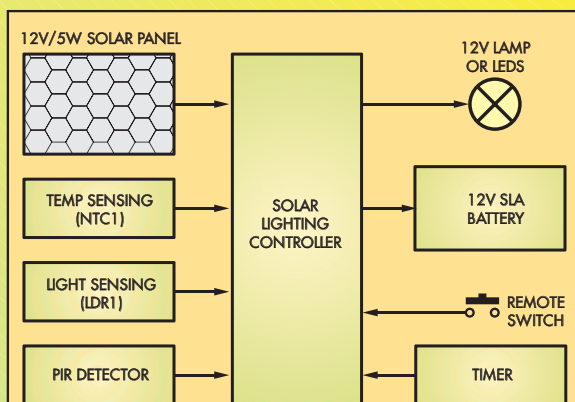 12V/5W SOLAR PANEL
12V LAMP
OR LEDS
TEMP SENSING
(NTC1)
SOLAR
LIGHTING
CONTROLLER
12V SLA
BATTERY
LIGHT SENSING
(LDR1)
REMOTE
SWITCH
PIR DETECTOR
TIMER